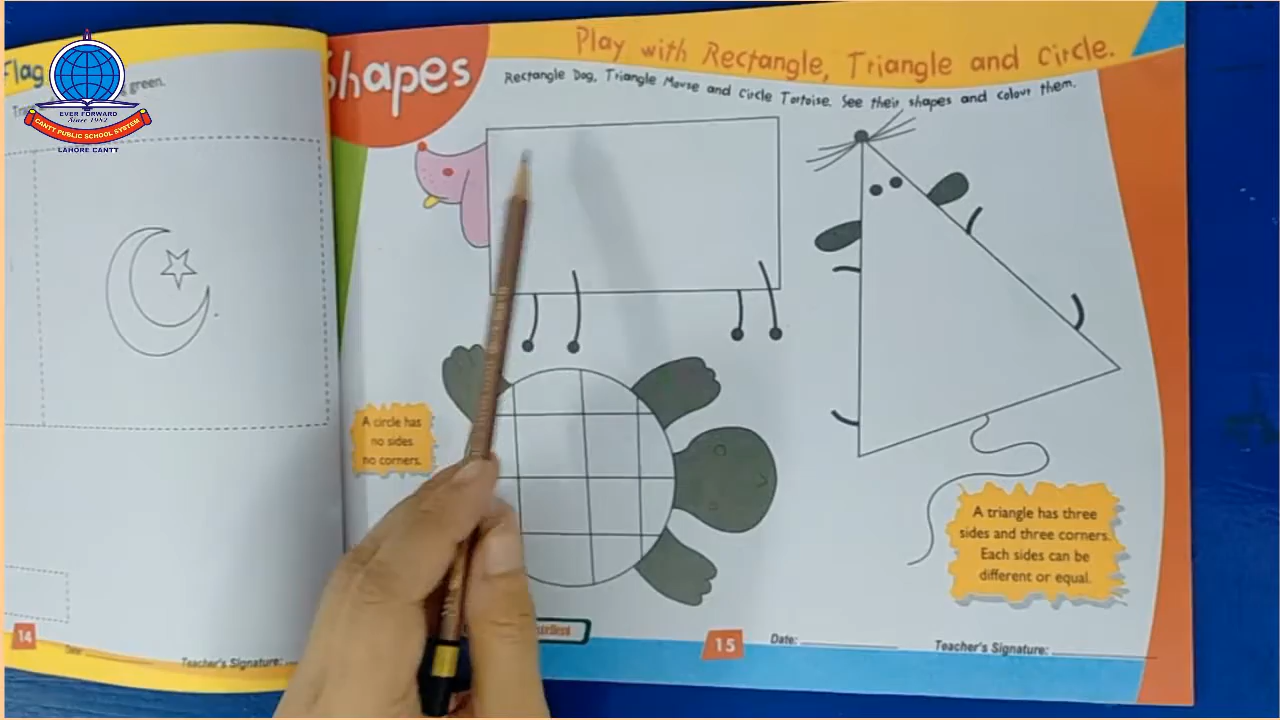 Flag
green.
EVER FORWARD
Since 1982
CANTT PUBLIC SCHOOL SYSTEM
LAHORE CANTT
14
Date:
Teacher's Signature:
Shapes
Play with Rectangle, Triangle and Circle.
Rectangle Dog, Triangle Mouse and Circle Tortoise. See their shapes and colour them.
A circle has
no sides
no corners.
A triangle has three
sides and three corners.
Each sides can be
different or equal.
15
Date:
Teacher's Signature: